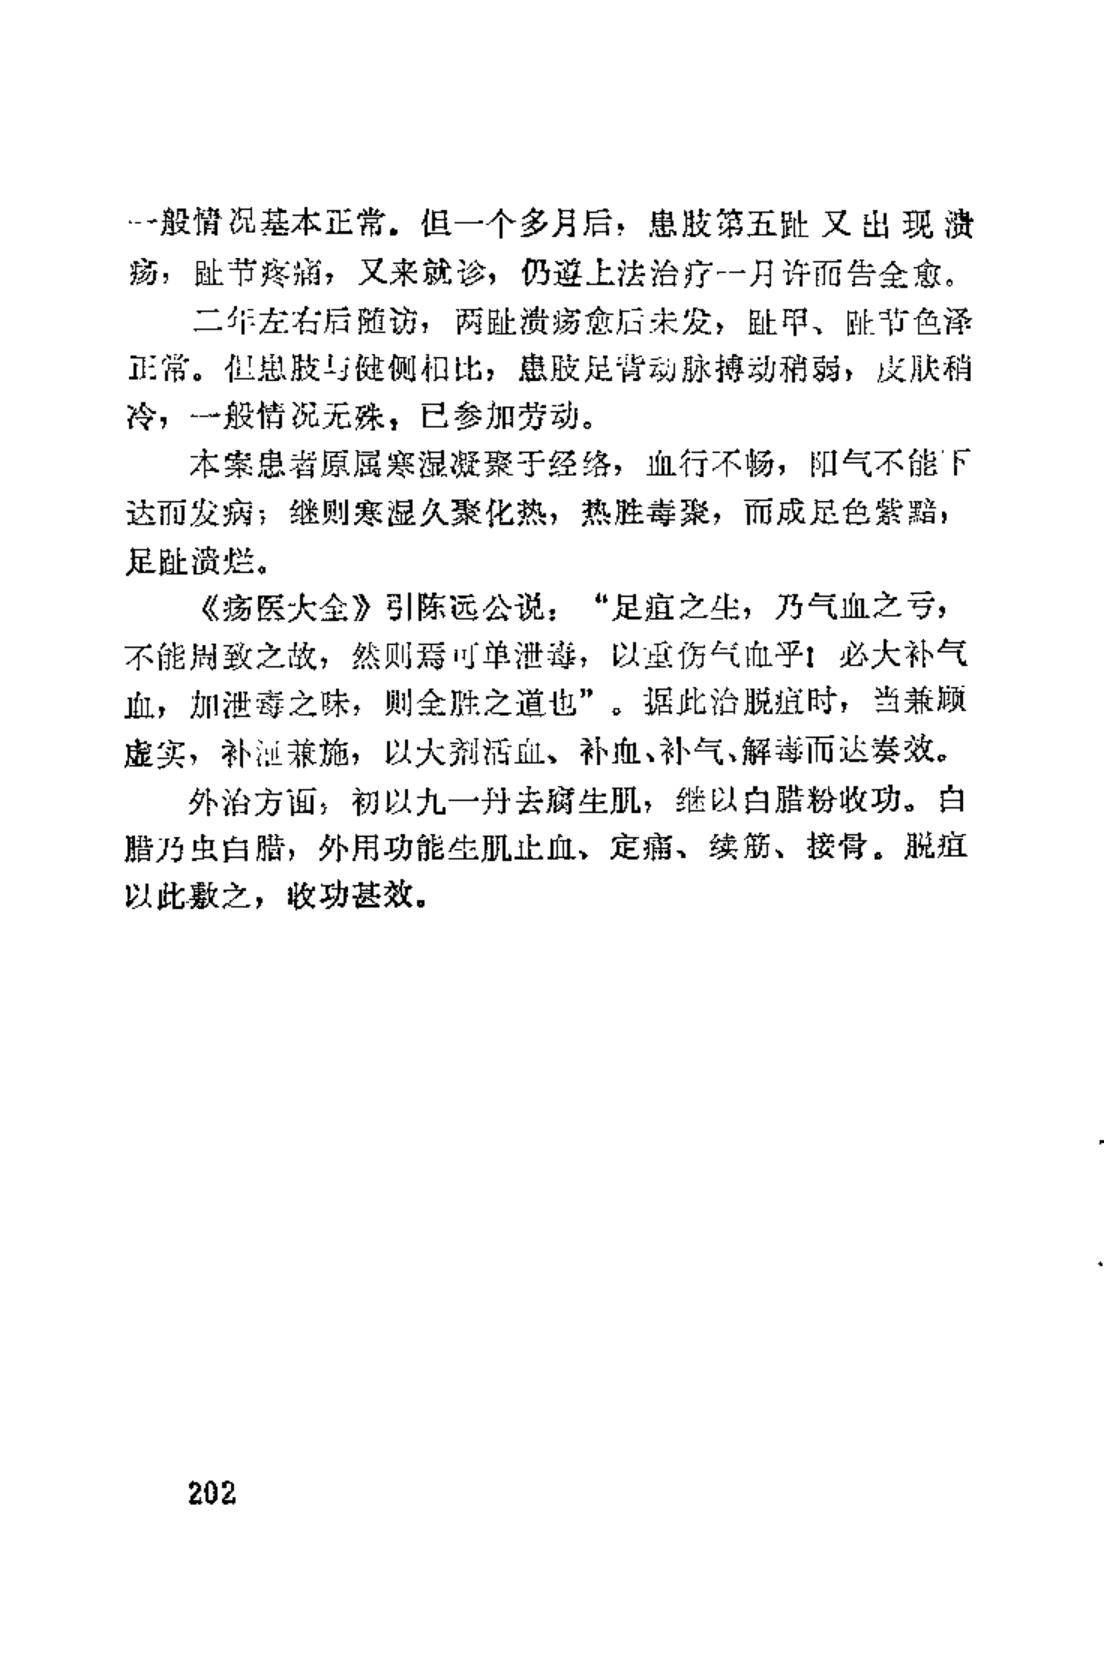 一般情况基本正常。但一个多月后，患肢第五趾又出现溃
疡，趾节疼痛，又来就诊，仍遵上法治疗一月许而告全愈。
二年左右后随访，两趾溃疡愈后未发，趾甲、趾节色泽
正常。但患肢与健侧相比，患肢足背动脉搏动稍弱，皮肤稍
冷，一般情况无殊，已参加劳动。
本案患者原属寒湿凝聚于经络，血行不畅，阳气不能下
达而发病；继则寒湿久聚化热，热胜毒聚，而成足色紫黯，
足趾溃烂。
《疡医大全》引陈远公说：“足疽之生，乃气血之亏，
不能周致之故，然则焉可单泄毒，以重伤气血乎！必大补气
血，加泄毒之味，则全胜之道也”。据此治脱疽时，当兼顾
虚实，补泄兼施，以大剂活血、补血、补气、解毒而达奏效。
外治方面，初以九一丹去腐生肌，继以白腊粉收功。白
腊乃虫白腊，外用功能生肌止血、定痛、续筋、接骨。脱疽
以此敷之，收功甚效。
202